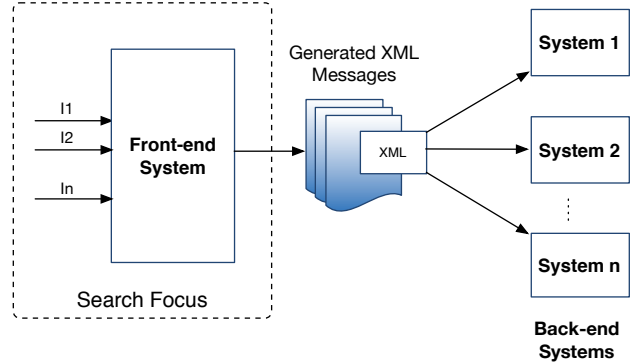 I1
I2
In
Front-end
System
Search Focus
Generated XML
Messages
XML
System 1
System 2
System n
Back-end
Systems